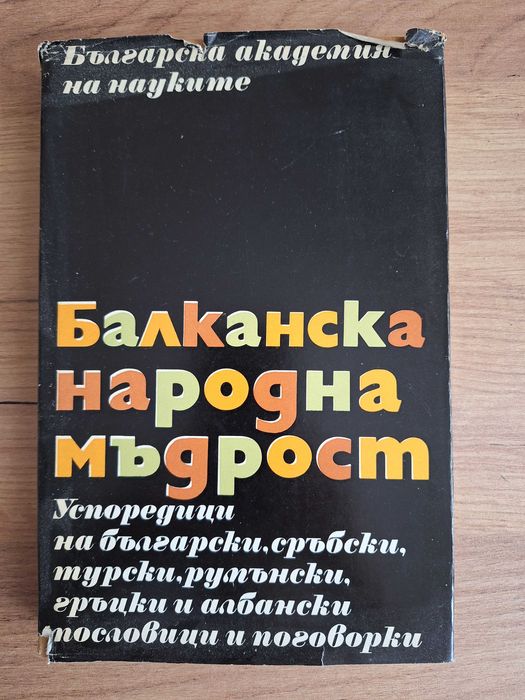 Българска академия
на науките
Балканска
народна
мъдрост
Успоредици
на български, сръбски,
турски, румънски,
гръцки и албански
пословици и поговорки